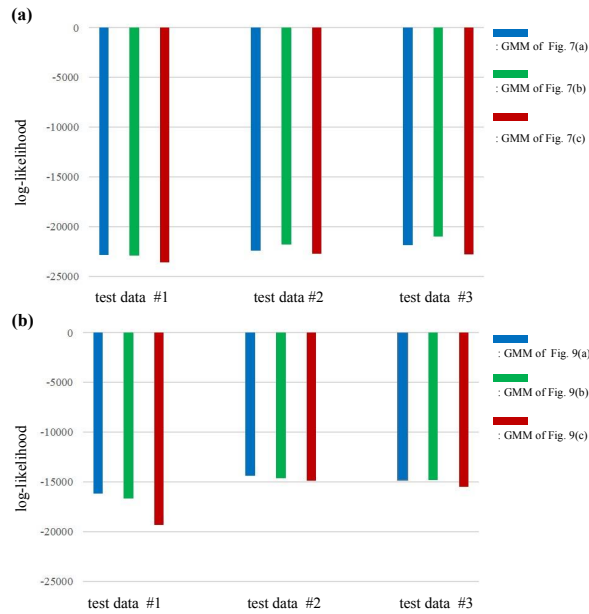 (a)
0
-5000
-10000
-15000
-20000
-25000
log-likelihood
test data #1
test data #2
test data #3
: GMM of Fig. 7(a)
: GMM of Fig. 7(b)
: GMM of Fig. 7(c)
(b)
0
-5000
-10000
-15000
-20000
-25000
log-likelihood
test data #1
test data #2
test data #3
: GMM of Fig. 9(a)
: GMM of Fig. 9(b)
: GMM of Fig. 9(c)